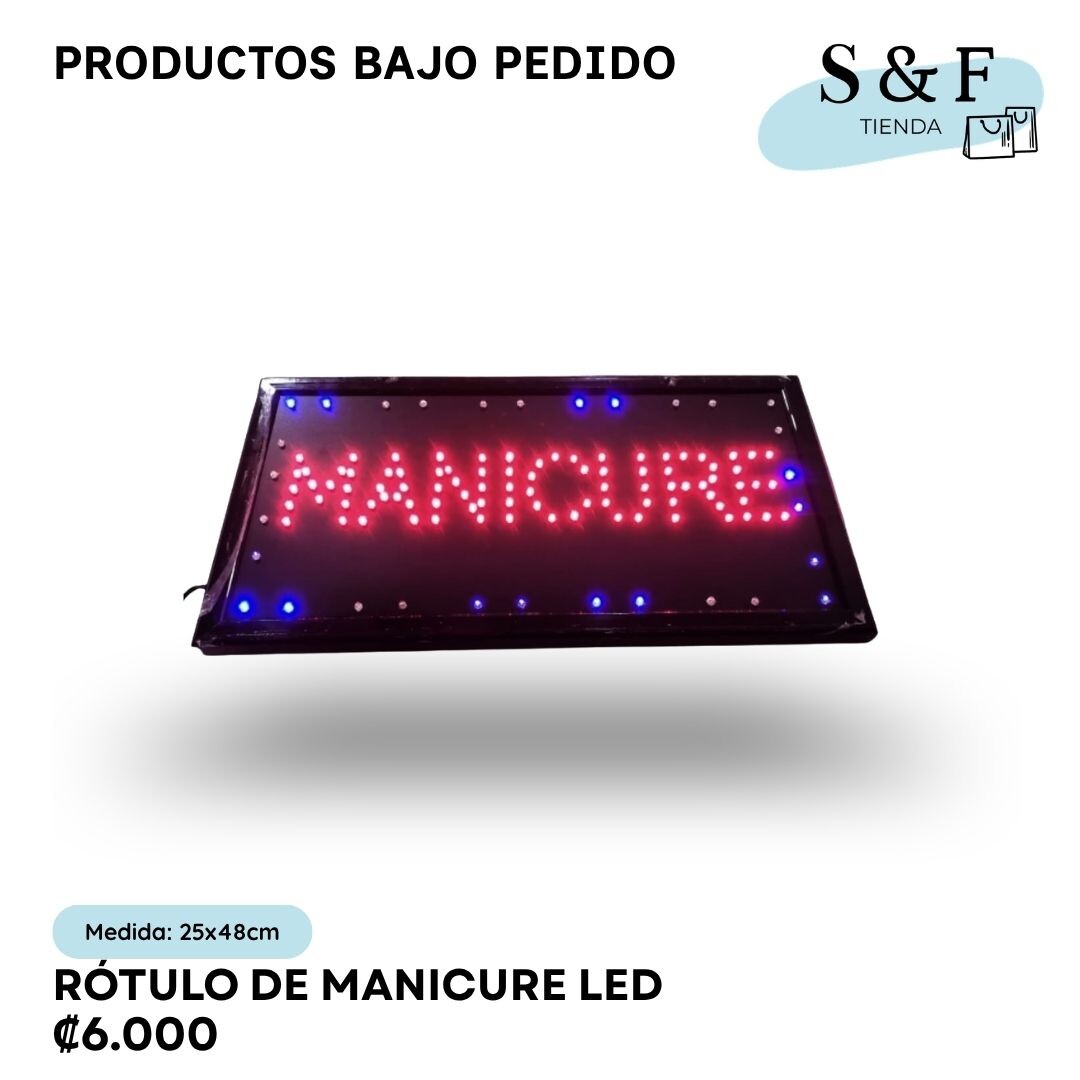 PRODUCTOS BAJO PEDIDO
S & F
TIENDA
MANICURE
Medida: 25x48cm
RÓTULO DE MANICURE LED
₡6.000